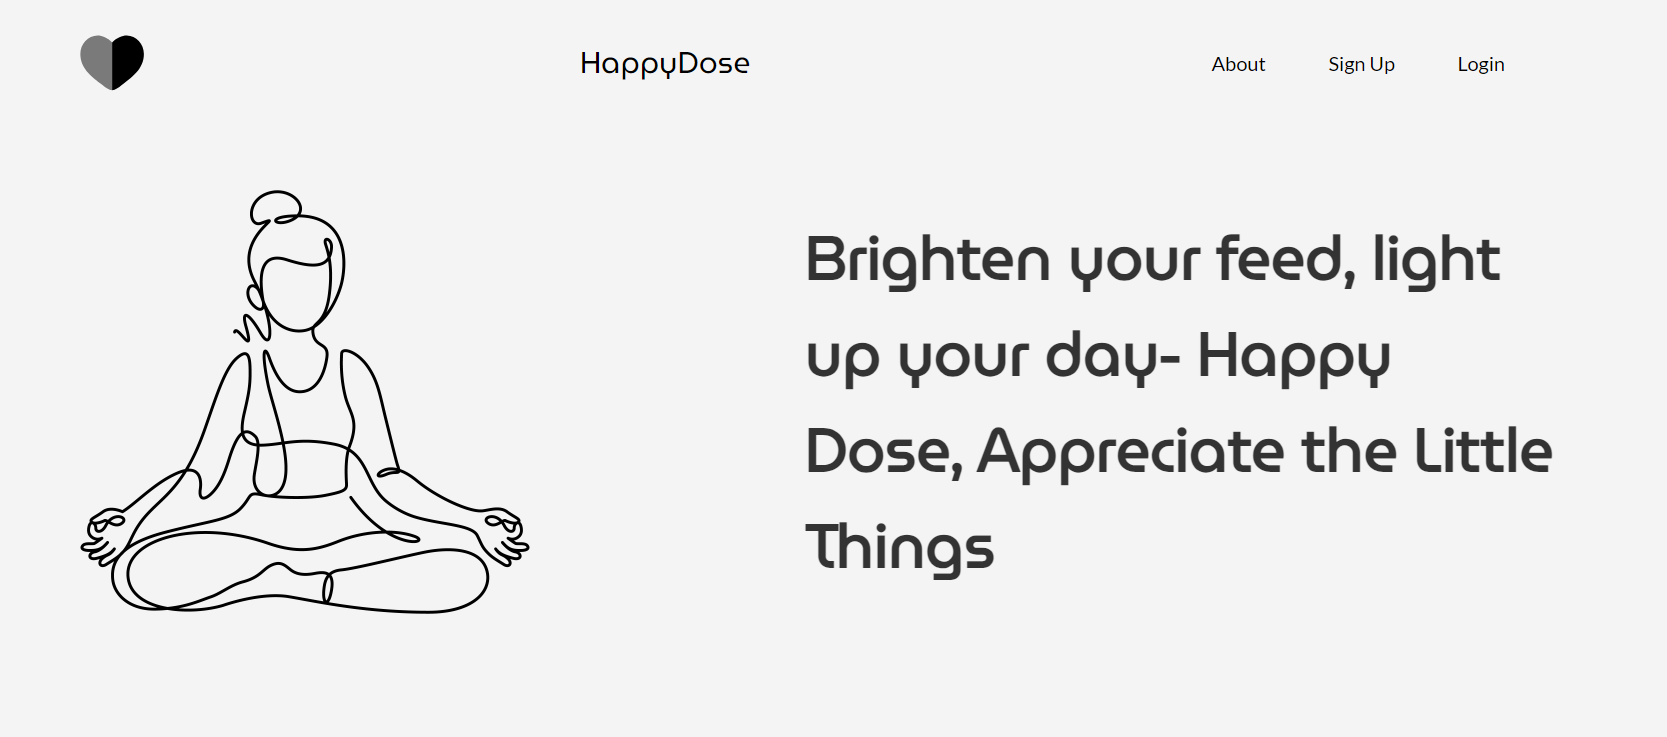 HappyDose
About Sign Up Login
Brighten your feed, light
up your day- Happy
Dose, Appreciate the Little
Things